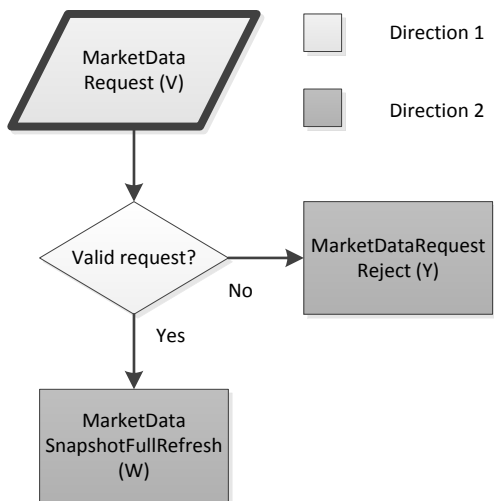 MarketData
Request (V)
Direction 1
Direction 2
Valid request?
No
MarketDataRequest
Reject (Y)
Yes
MarketData
SnapshotFullRefresh
(W)